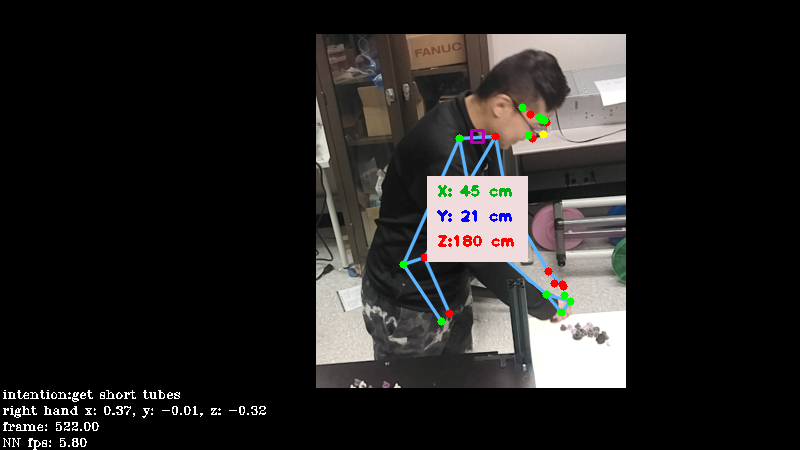 FANUC
X: 45 cm
Y: 21 cm
Z:180 cm
intention:get short tubes
right hand x: 0.37, y: -0.01, z: -0.32
frame: 522.00
NN fps: 5.80